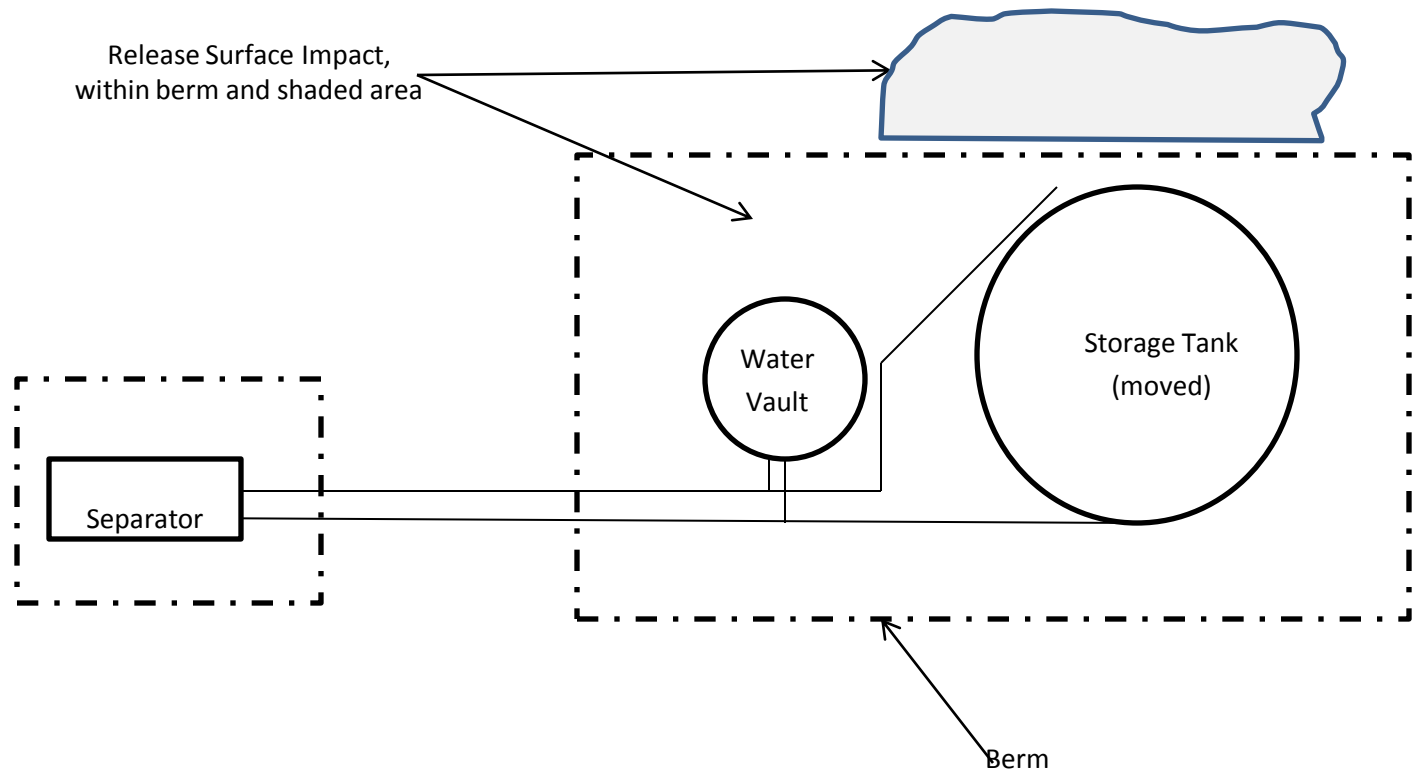 Release Surface Impact,
within berm and shaded area
Water
Vault
Storage Tank
(moved)
Separator
Berm